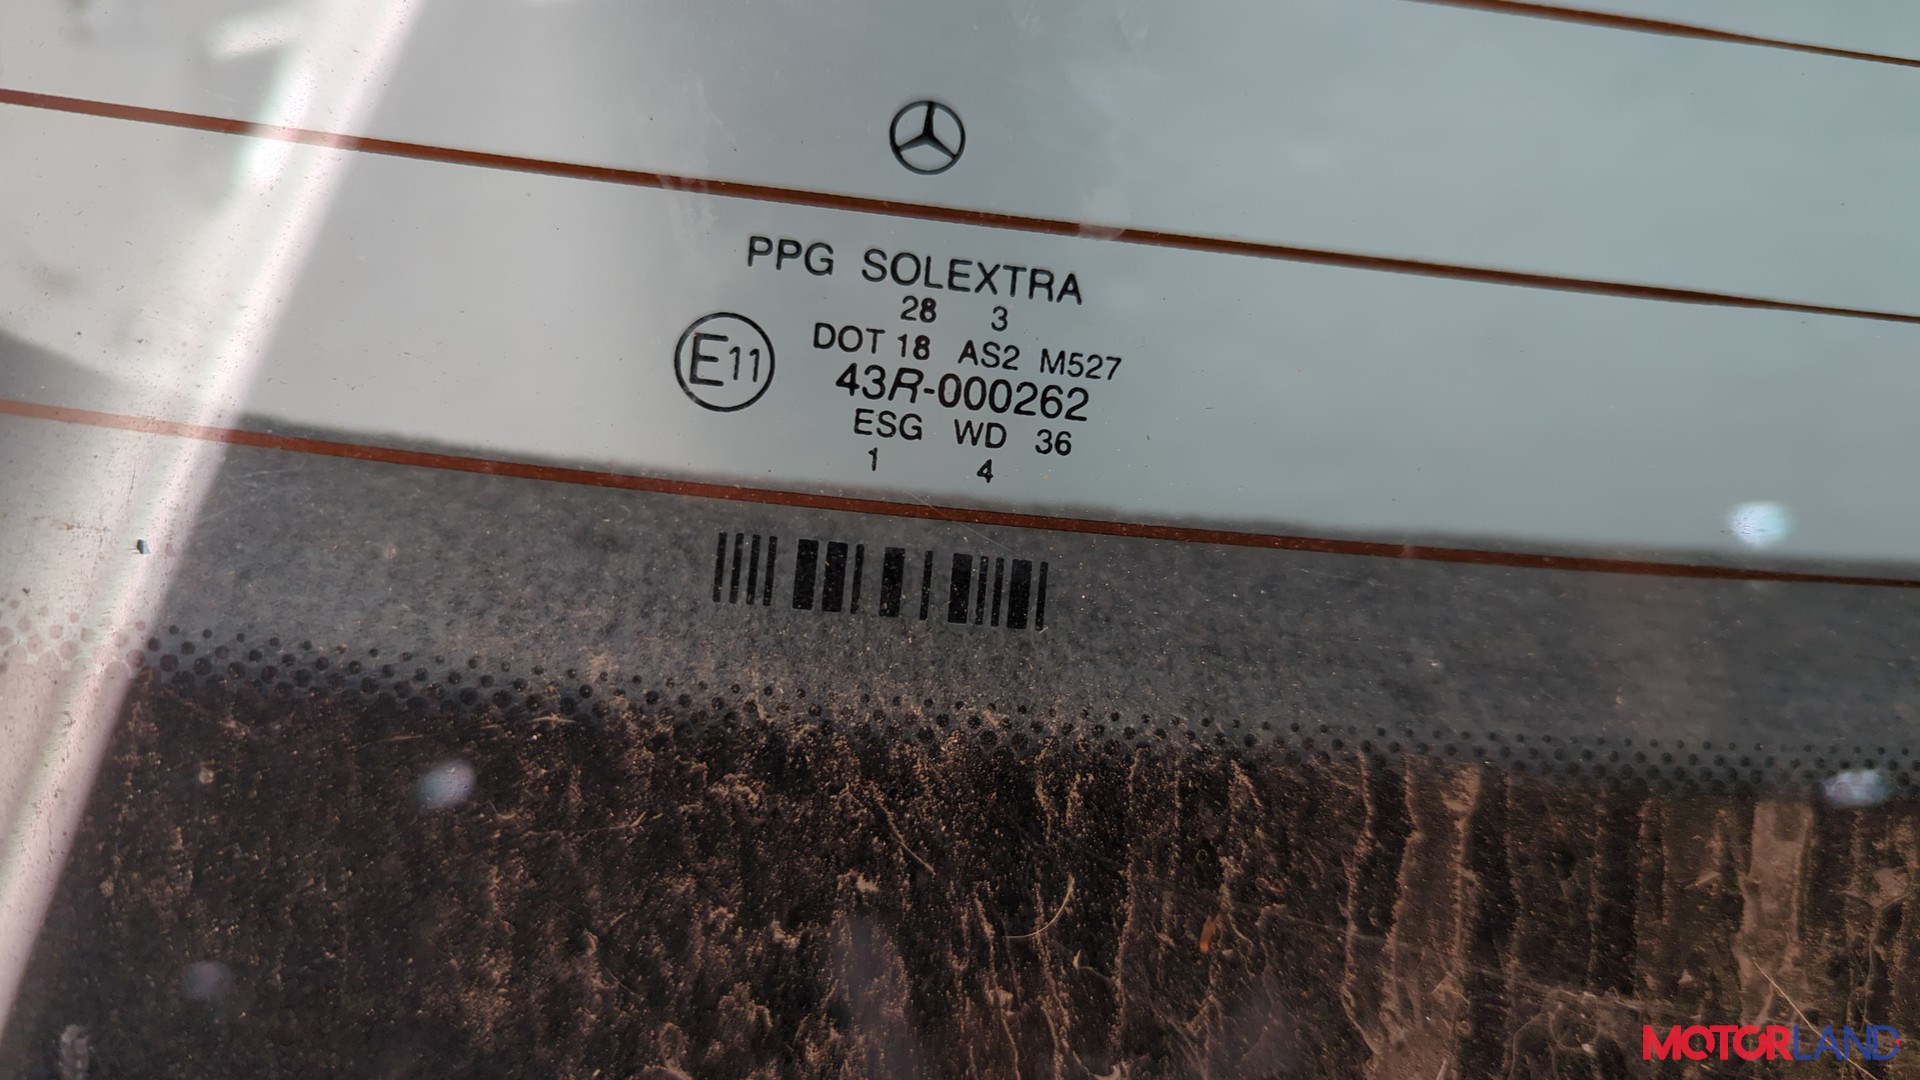 PPG SOLEXTRA
28 3
DOT 18 AS2 M527
E11 43R-000262
ESG WD 36
1 4
MOTORLAND